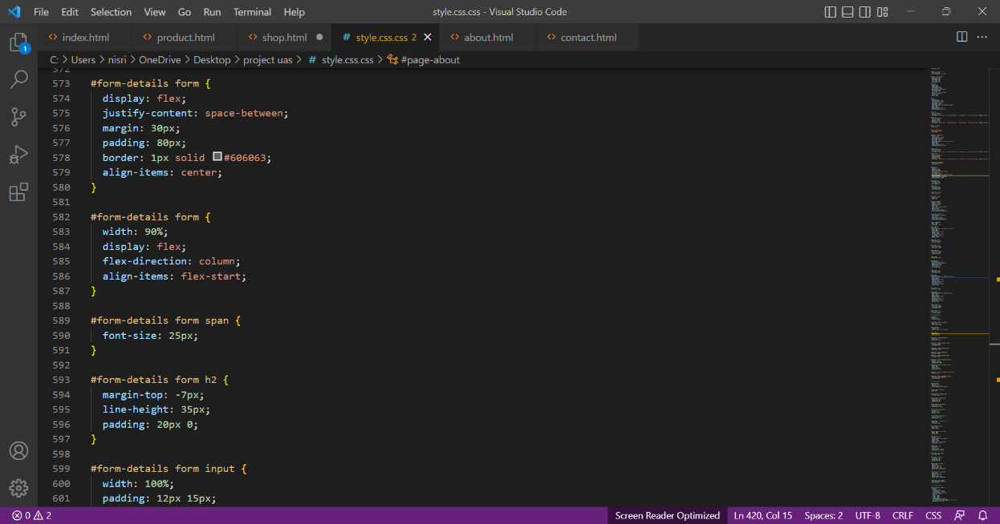 File Edit Selection View Go Run Terminal Help style.css.css - Visual Studio Code
index.html product.html shop.html # style.css.css 2 about.html contact.html
1
C: > Users > nisri > OneDrive > Desktop > project uas > # style.css.css > #page-about
572
573 #form-details form {
574 display: flex;
575 justify-content: space-between;
576 margin: 30px;
577 padding: 80px;
578 border: 1px solid #606063;
579 align-items: center;
580 }
581
582 #form-details form {
583 width: 90%;
584 display: flex;
585 flex-direction: column;
586 align-items: flex-start;
587 }
588
589 #form-details form span {
590 font-size: 25px;
591 }
592
593 #form-details form h2 {
594 margin-top: -7px;
595 line-height: 35px;
596 padding: 20px 0;
597 }
598
599 #form-details form input {
600 width: 100%;
601 padding: 12px 15px;
0 2 Screen Reader Optimized Ln 420, Col 15 Spaces: 2 UTF-8 CRLF CSS